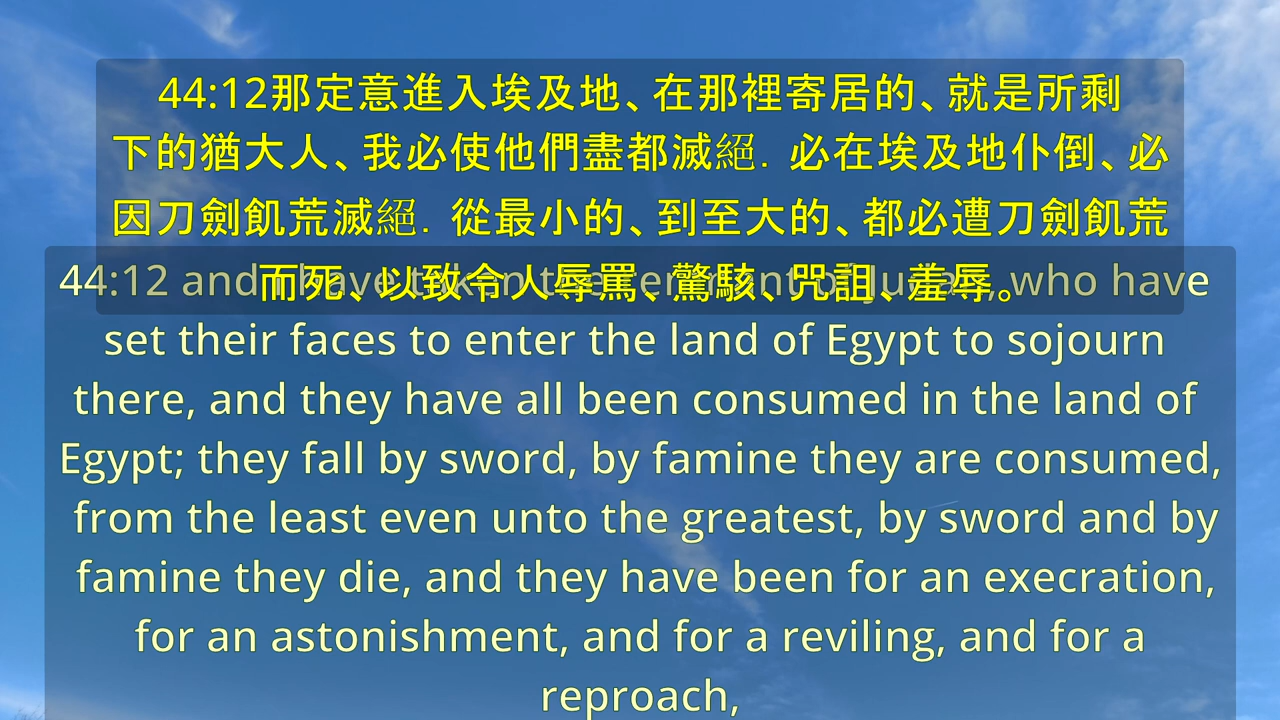 44:12那定意進入埃及地、在那裡寄居的、就是所剩
下的猶大人、我必使他們盡都滅絕．必在埃及地仆倒、必
因刀劍飢荒滅絕．從最小的、到至大的、都必遭刀劍飢荒
而死、以致令人辱罵、驚駭、咒詛、羞辱。
44:12 and I have taken the remnant of Judah, who have
set their faces to enter the land of Egypt to sojourn
there, and they have all been consumed in the land of
Egypt; they fall by sword, by famine they are consumed,
from the least even unto the greatest, by sword and by
famine they die, and they have been for an execration,
for an astonishment, and for a reviling, and for a
reproach,